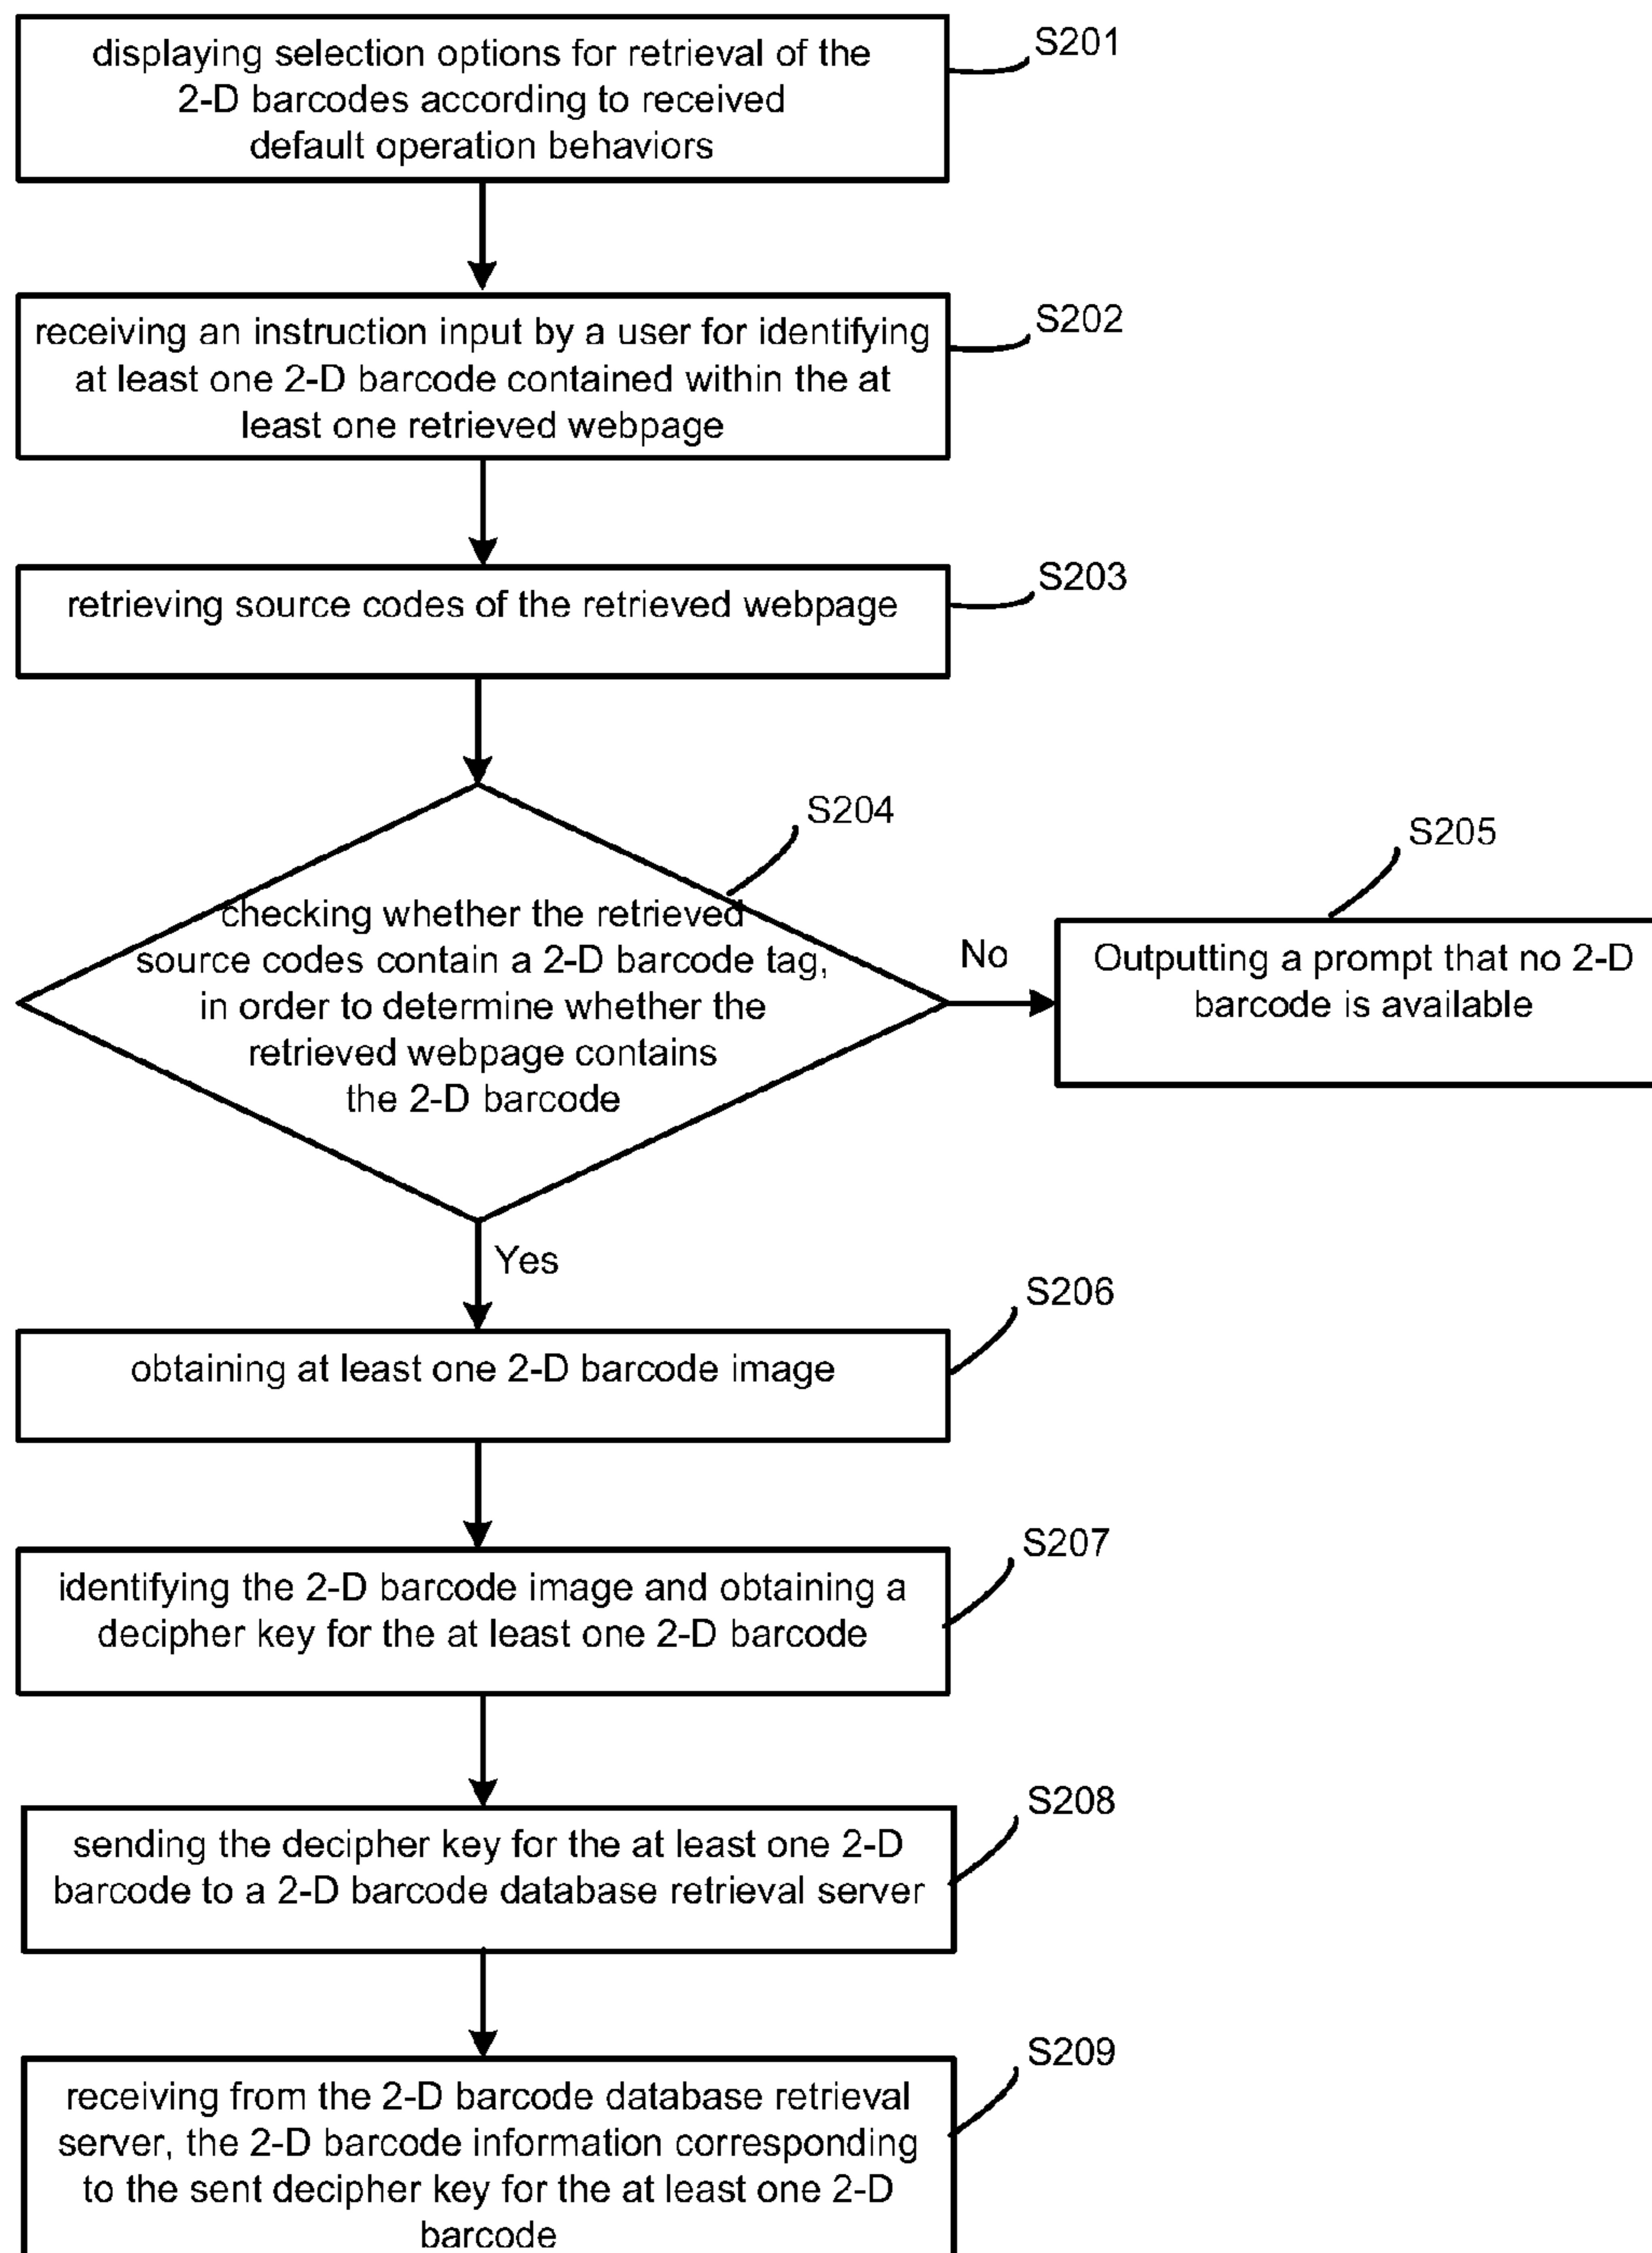 displaying selection options for retrieval of the
2-D barcodes according to received
default operation behaviors
S201
receiving an instruction input by a user for identifying
at least one 2-D barcode contained within the at
least one retrieved webpage
S202
retrieving source codes of the retrieved webpage
S203
checking whether the retrieved
source codes contain a 2-D barcode tag,
in order to determine whether the
retrieved webpage contains
the 2-D barcode
S204
No
Outputting a prompt that no 2-D
barcode is available
S205
Yes
obtaining at least one 2-D barcode image
S206
identifying the 2-D barcode image and obtaining a
decipher key for the at least one 2-D barcode
S207
sending the decipher key for the at least one 2-D
barcode to a 2-D barcode database retrieval server
S208
receiving from the 2-D barcode database retrieval
server, the 2-D barcode information corresponding
to the sent decipher key for the at least one 2-D
barcode
S209